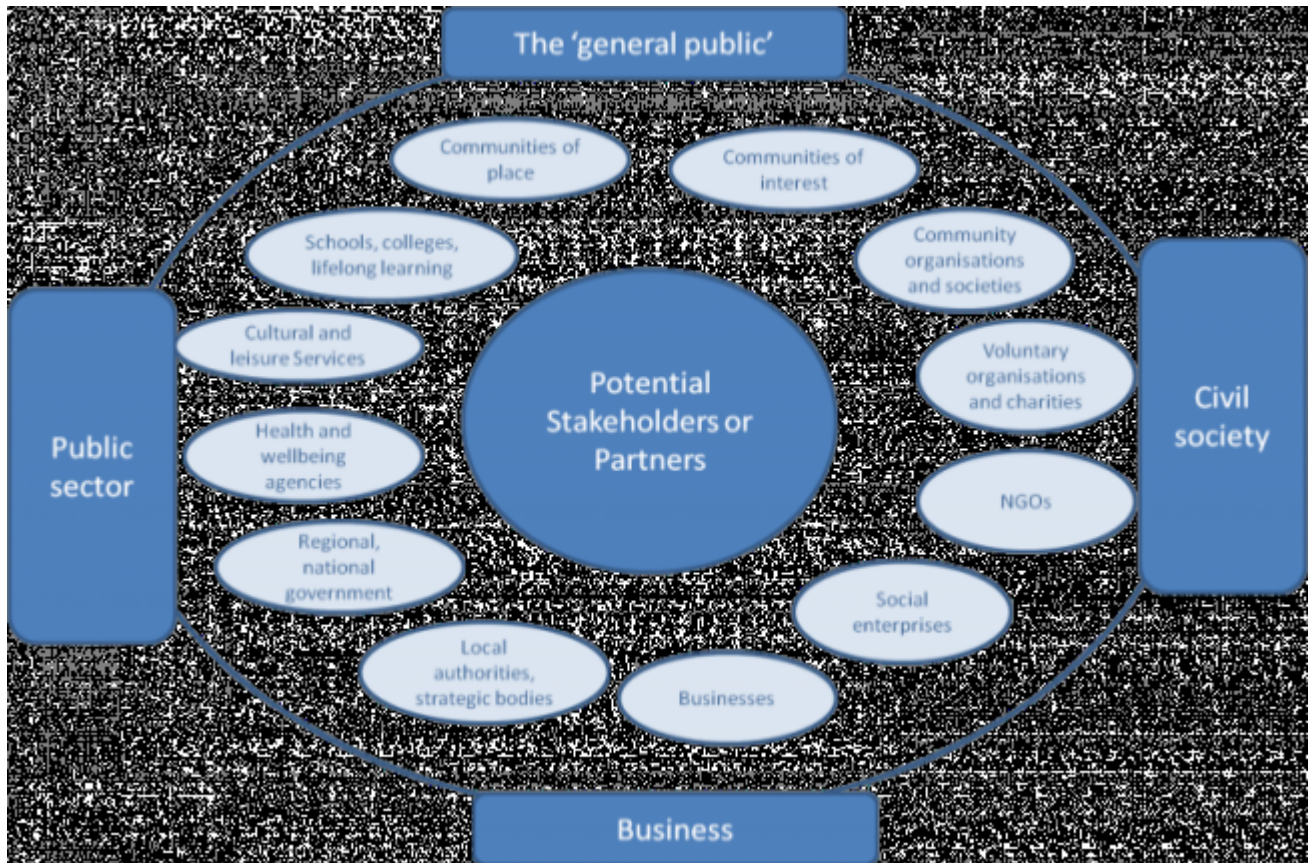 The 'general public'
Communities of
place
Communities of
interest
Schools, colleges,
lifelong learning
Community
organisations
and societies
Cultural and
leisure Services
Voluntary
organisations
and charities
Potential
Stakeholders or
Partners
Public
sector
Civil
society
Health and
wellbeing
agencies
NGOs
Regional,
national
government
Social
enterprises
Local
authorities,
strategic bodies
Businesses
Business